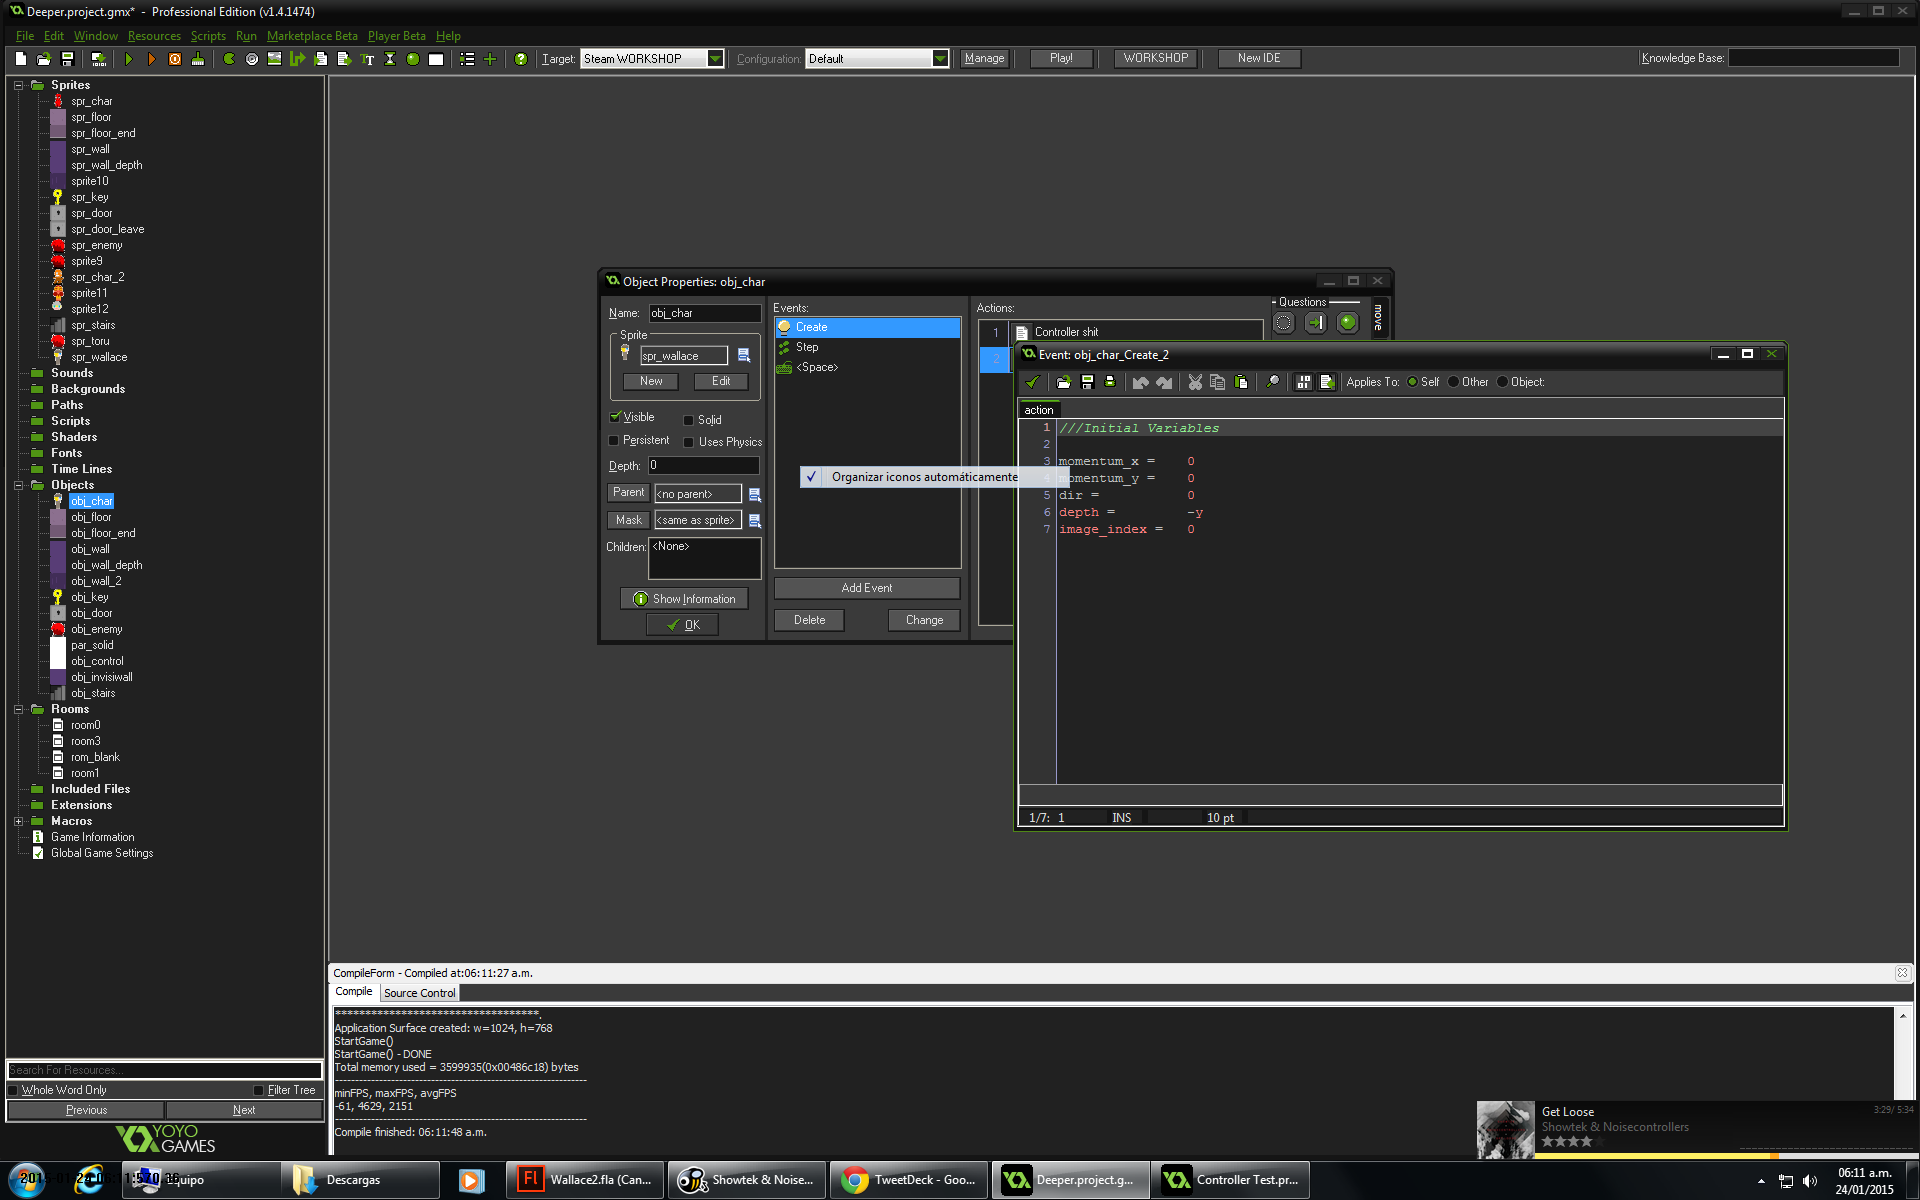 Deeper.project.gmx* - Professional Edition (v1.4.1474)
File Edit Window Resources Scripts Run Marketplace Beta Player Beta Help
Target: Steam WORKSHOP Configuration: Default Manage Play! WORKSHOP New IDE Knowledge Base:
Sprites
spr_char
spr_floor
spr_floor_end
spr_wall
spr_wall_depth
sprite10
spr_key
spr_door
spr_door_leave
spr_enemy
sprite9
spr_char_2
sprite11
sprite12
spr_stairs
spr_toru
spr_wallace
Sounds
Backgrounds
Paths
Scripts
Shaders
Fonts
Time Lines
Objects
obj_char
obj_floor
obj_floor_end
obj_wall
obj_wall_depth
obj_wall_2
obj_key
obj_door
obj_enemy
par_solid
obj_control
obj_invisiwall
obj_stairs
Rooms
room0
room3
rom_blank
room1
Included Files
Extensions
Macros
Game Information
Global Game Settings
Search For Resources...
Whole Word Only Filter Tree
Previous Next
YOYO
GAMES
Object Properties: obj_char
Name: obj_char
Sprite
spr_wallace
New Edit
Visible Solid
Persistent Uses Physics
Depth: 0
Parent <no parent>
Mask <same as sprite>
Children: <None>
Show Information
OK
Events:
Create
Step
<Space>
Add Event
Delete Change
Actions:
1 Controller shit
2
Questions
move
Organizar iconos automáticamente
Event: obj_char_Create_2
Applies To: Self Other Object:
action
1 ///Initial Variables
2
3 momentum_x = 0
4 momentum_y = 0
5 dir = 0
6 depth = -y
7 image_index = 0
1/7: 1 INS 10 pt
CompileForm - Compiled at:06:11:27 a.m.
Compile Source Control
**********************************.
Application Surface created: w=1024, h=768
StartGame()
StartGame() - DONE
Total memory used = 3599935(0x00486c18) bytes
minFPS, maxFPS, avgFPS
-61, 4629, 2151
Compile finished: 06:11:48 a.m.
Get Loose 3:29/ 5:34
Showtek & Noisecontrollers
Equipo
Descargas
Wallace2.fla (Can...
Showtek & Noise...
TweetDeck - Goo...
Deeper.project.g...
Controller Test.pr...
06:11 a.m.
24/01/2015